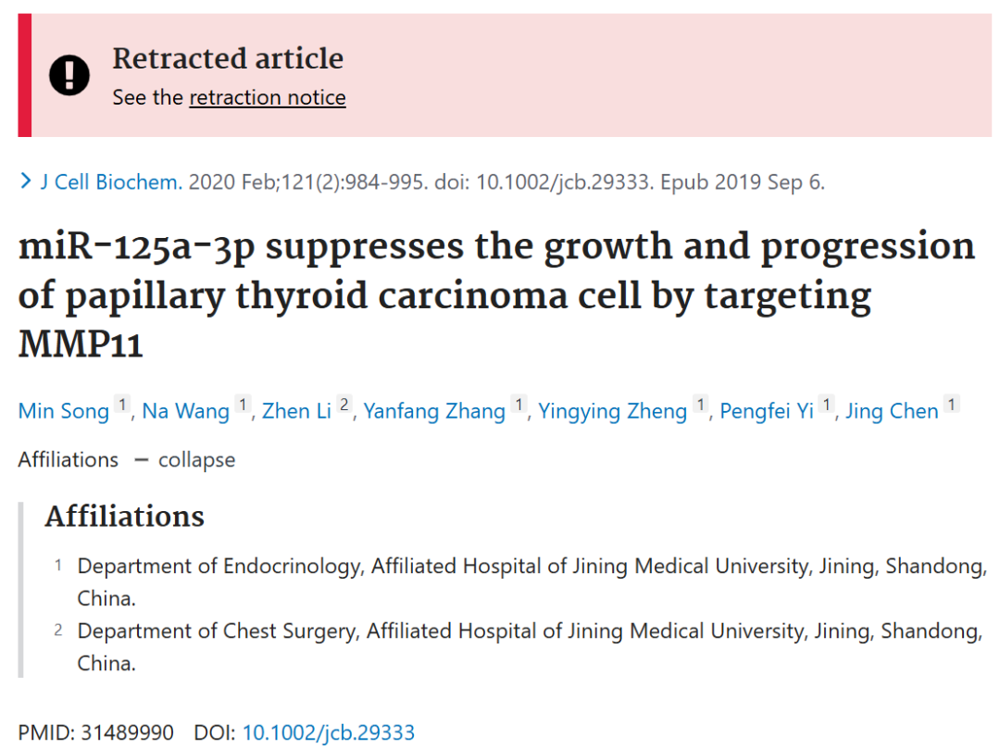 Retracted article
See the retraction notice
J Cell Biochem. 2020 Feb;121(2):984-995. doi: 10.1002/jcb.29333. Epub 2019 Sep 6.
miR-125a-3p suppresses the growth and progression
of papillary thyroid carcinoma cell by targeting
MMP11
Min Song 1, Na Wang 1, Zhen Li 2, Yanfang Zhang 1, Yingying Zheng 1, Pengfei Yi 1, Jing Chen 1
Affiliations – collapse
Affiliations
1 Department of Endocrinology, Affiliated Hospital of Jining Medical University, Jining, Shandong,
China.
2 Department of Chest Surgery, Affiliated Hospital of Jining Medical University, Jining, Shandong,
China.
PMID: 31489990 DOI: 10.1002/jcb.29333